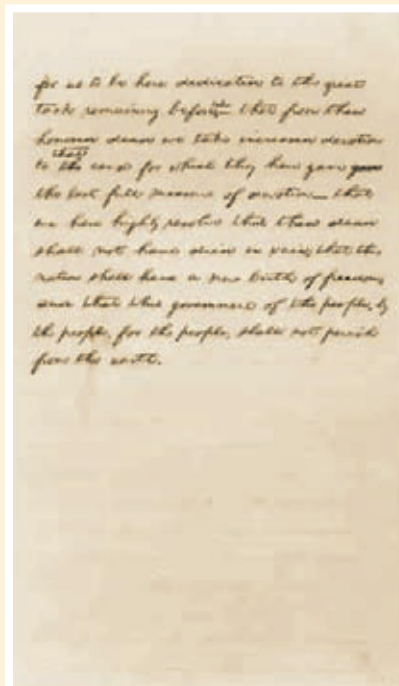 for us to be here dedicated to the great
task remaining before us that from these
honored dead we take increased devotion
that
to the cause for which they here gave gave
the last full measure of devotion — that
we here highly resolve that these dead
shall not have died in vain; that the
nation shall have a new birth of freedom,
and that this government of the people, by
the people, for the people, shall not perish
from the earth.